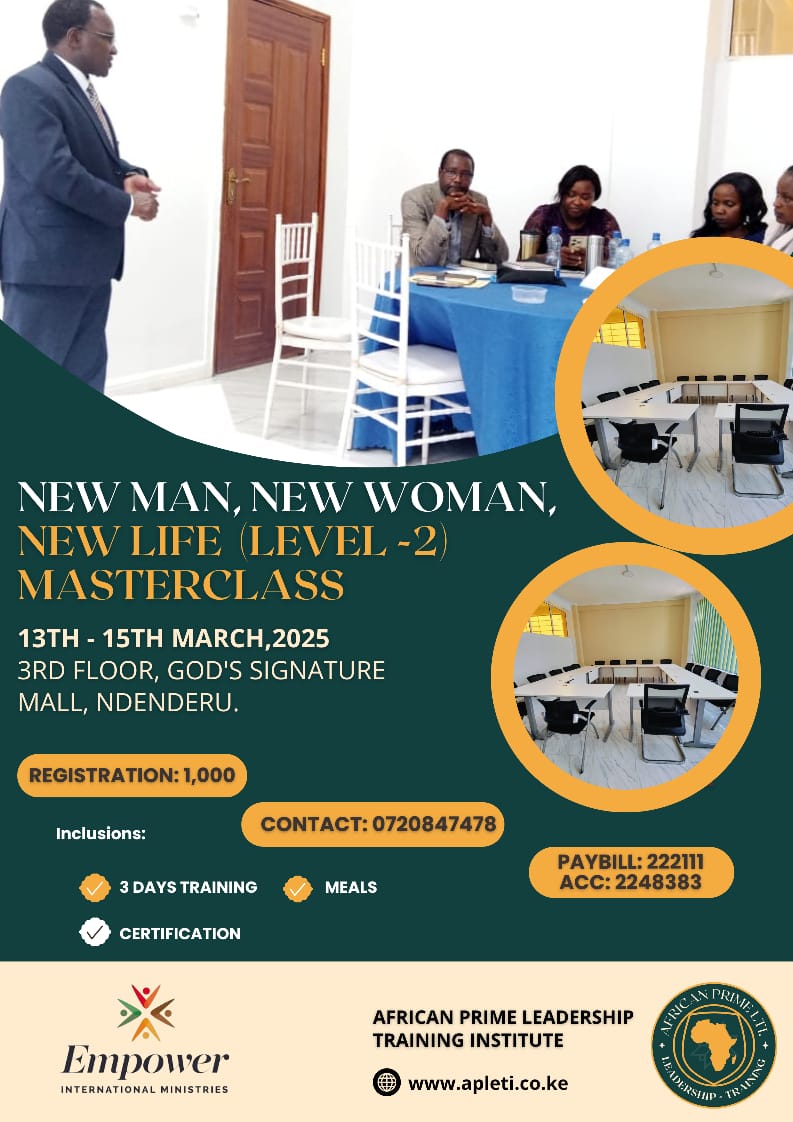 NEW MAN, NEW WOMAN,
NEW LIFE (LEVEL -2)
MASTERCLASS
13TH - 15TH MARCH,2025
3RD FLOOR, GOD'S SIGNATURE
MALL, NDENDERU.
REGISTRATION: 1,000
CONTACT: 0720847478
Inclusions:
PAYBILL: 222111
ACC: 2248383
3 DAYS TRAINING
MEALS
CERTIFICATION
Empower
INTERNATIONAL MINISTRIES
AFRICAN PRIME LEADERSHIP
TRAINING INSTITUTE
www.apleti.co.ke
AFRICAN PRIME L.T.I.
LEADERSHIP - TRAINING